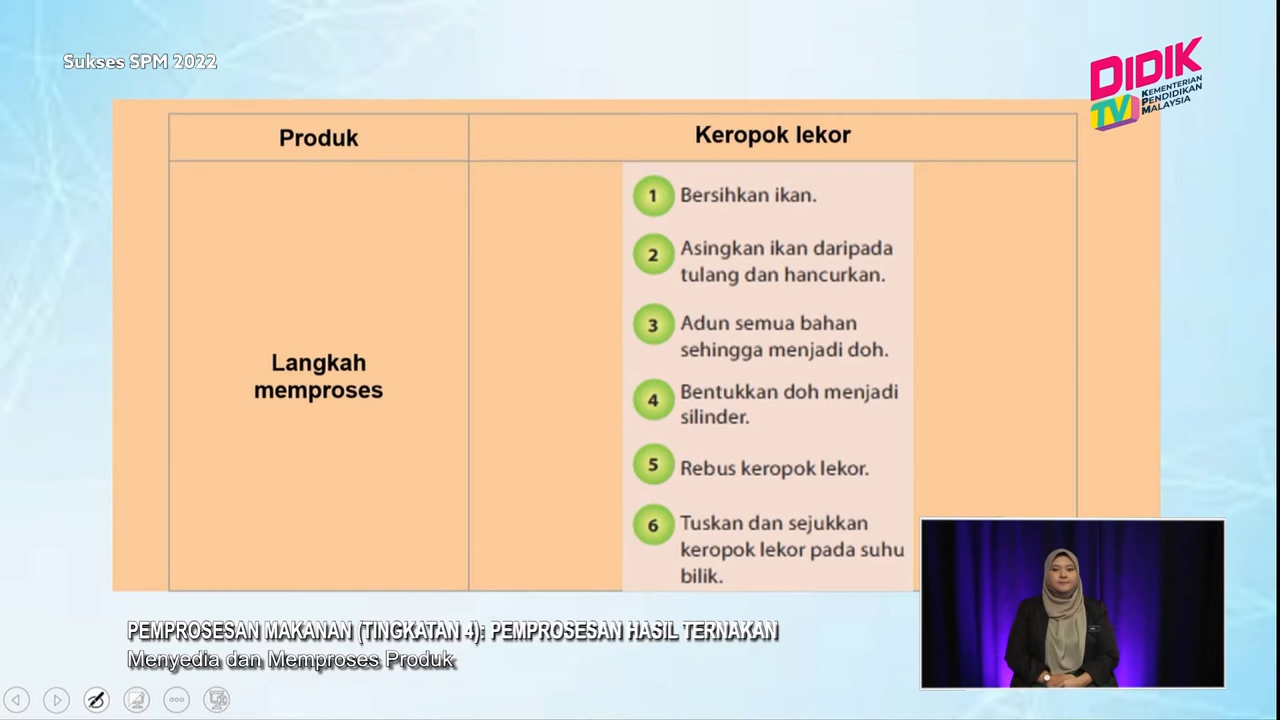 Sukses SPM 2022
DIDIK
TV
KEMENTERIAN
PENDIDIKAN
MALAYSIA
Produk
Keropok lekor
Langkah
memproses
1 Bersihkan ikan.
2 Asingkan ikan daripada
tulang dan hancurkan.
3 Adun semua bahan
sehingga menjadi doh.
4 Bentukkan doh menjadi
silinder.
5 Rebus keropok lekor.
6 Tuskan dan sejukkan
keropok lekor pada suhu
bilik.
PEMPROSESAN MAKANAN (TINGKATAN 4): PEMPROSESAN HASIL TERNAKAN
Menyedia dan Memproses Produk